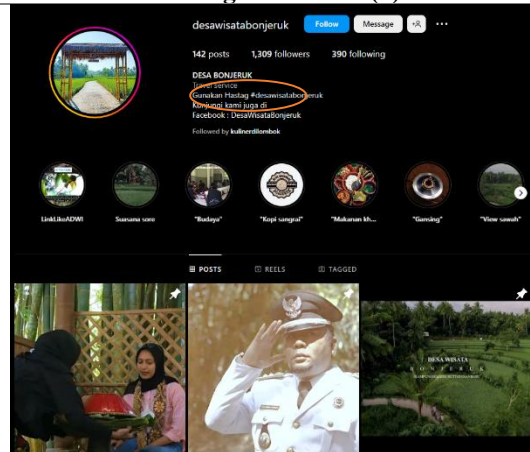 desawisatabonjeruk Follow Message
142 posts 1,309 followers 390 following
DESA BONJERUK
Travel service
Gunakan Hastag #desawisatabonjeruk
Kunjungi kami juga di
Facebook : DesaWisataBonjeruk
Followed by kulinerdilombok
LinkLikeADWI Suasana sore "Budaya" "Kopi sangrai" "Makanan kh... "Gansing" "View sawah"
POSTS REELS TAGGED
DESA WISATA
BONJERUK